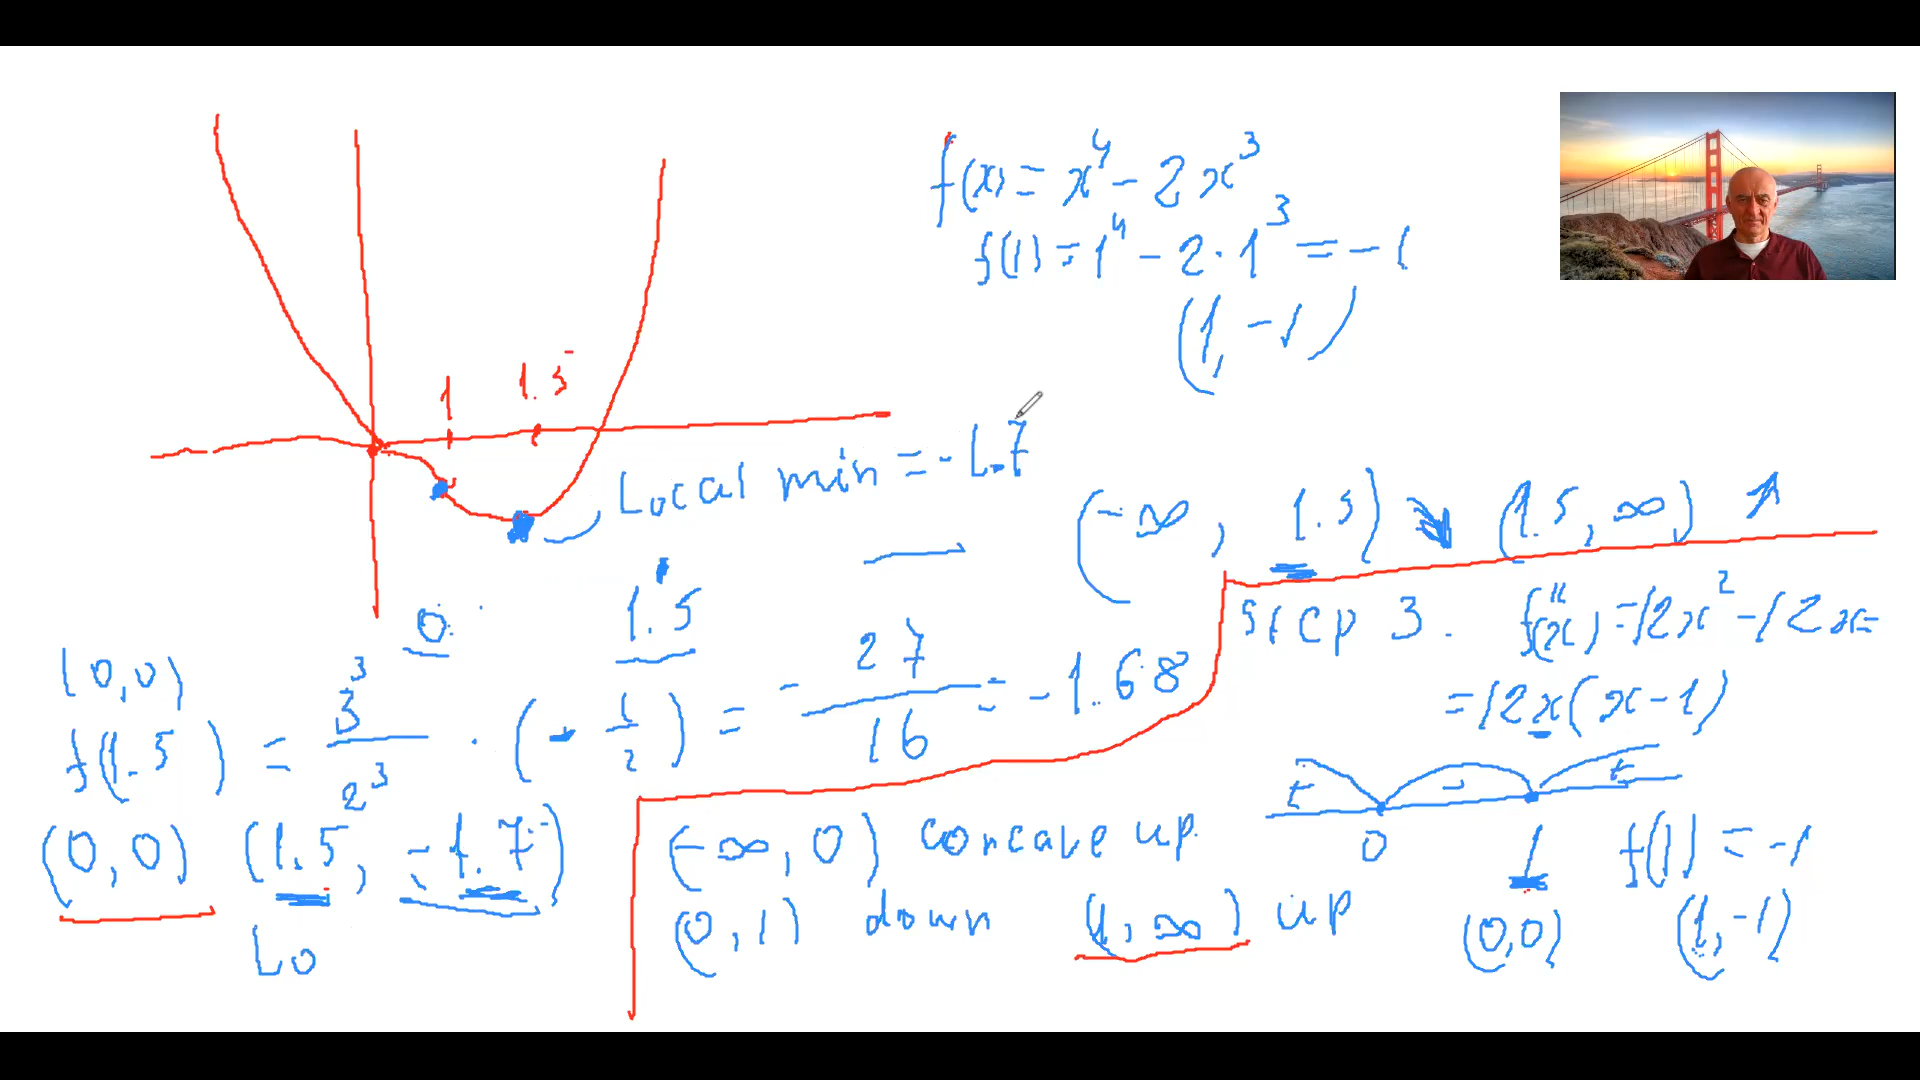 f(x) = x⁴ - 2x³
f(1) = 1⁴ - 2 · 1³ = -1
(1, -1)
1 1.5
Local min = -1.7
(-∞, 1.5) ↘ (1.5, ∞) ↗
0 1.5
step 3. f''(x) = 12x² - 12x =
= 12x(x - 1)
(0,0)
f(1.5) = 3³/2³ · (-1/2) = -27/16 = -1.68
(0, 0) (1.5, -1.7)
Lo
+ - +
0 1 f(1) = -1
(0,0) (1, -1)
(-∞, 0) concave up
(0, 1) down (1, ∞) up